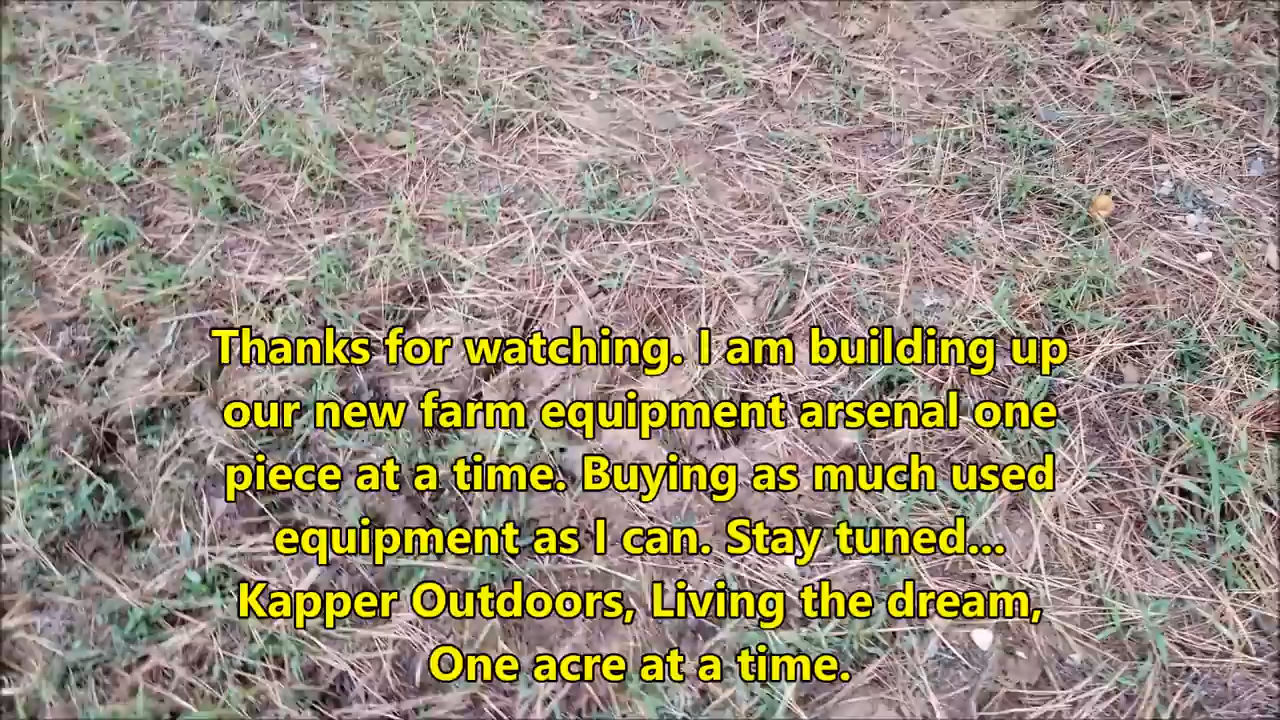 Thanks for watching. I am building up
our new farm equipment arsenal one
piece at a time. Buying as much used
equipment as I can. Stay tuned...
Kapper Outdoors, Living the dream,
One acre at a time.